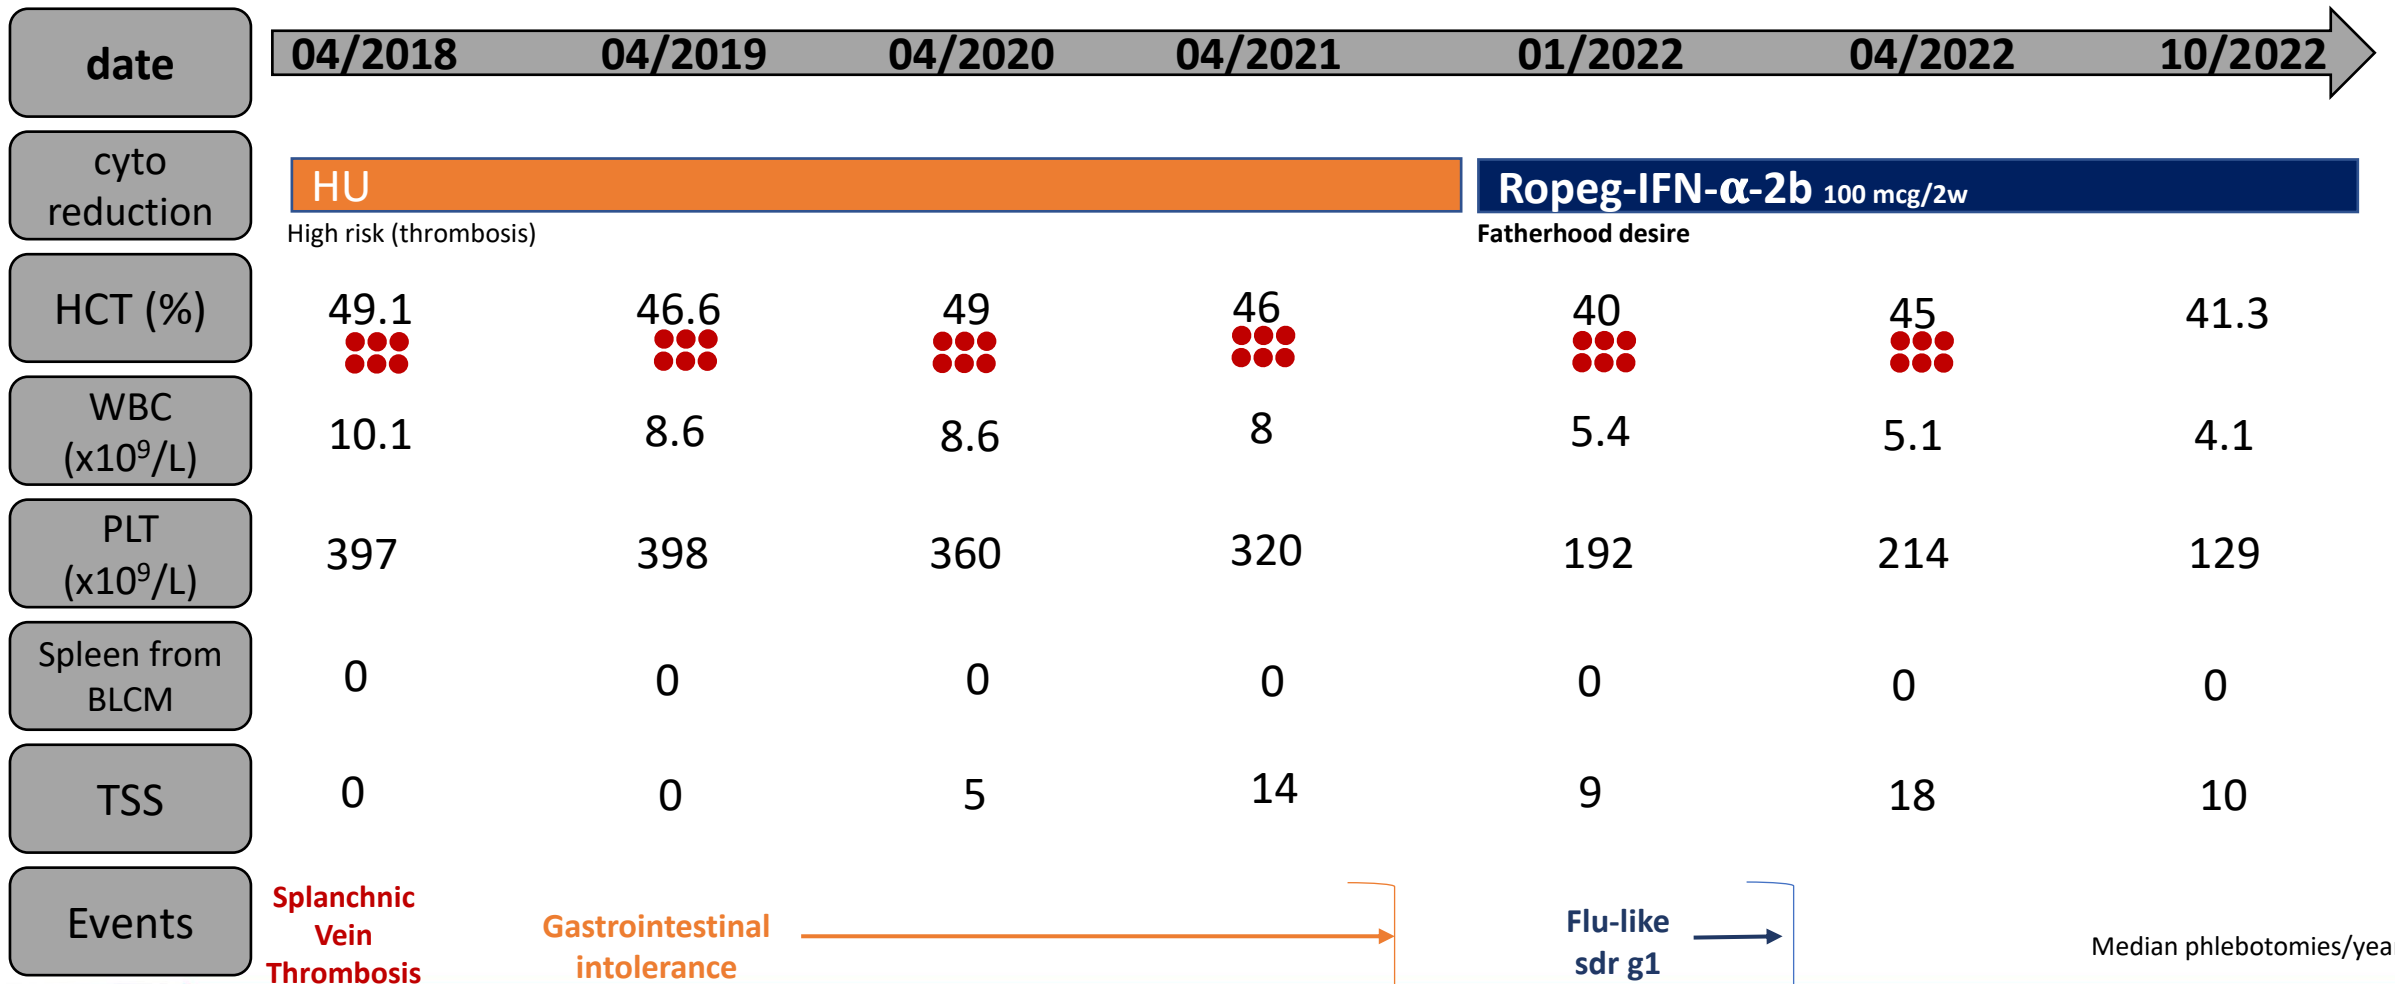 date
04/2018 04/2019 04/2020 04/2021 01/2022 04/2022 10/2022
cyto
reduction
HU
Ropeg-IFN-α-2b 100 mcg/2w
High risk (thrombosis)
Fatherhood desire
HCT (%)
49.1 46.6 49 46 40 45 41.3
WBC
(x10⁹/L)
10.1 8.6 8.6 8 5.4 5.1 4.1
PLT
(x10⁹/L)
397 398 360 320 192 214 129
Spleen from
BLCM
0 0 0 0 0 0 0
TSS
0 0 5 14 9 18 10
Events
Splanchnic
Vein
Thrombosis
Gastrointestinal
intolerance
Flu-like
sdr g1
Median phlebotomies/year